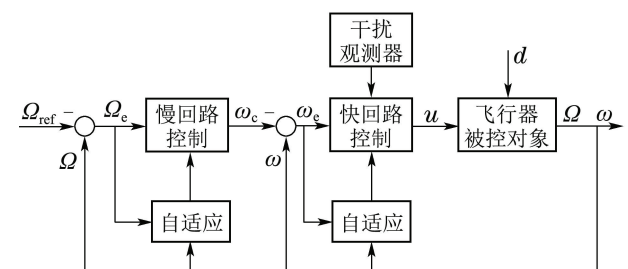 干扰
观测器
d
Ω_ref − Ω_e 慢回路 ω_c − ω_e 快回路 u 飞行器 Ω ω
控制 控制 被控对象
Ω ω
自适应 自适应